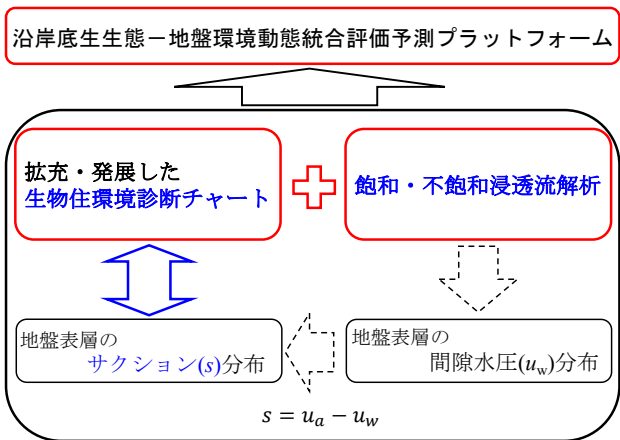 沿岸底生生態－地盤環境動態統合評価予測プラットフォーム
拡充・発展した
生物住環境診断チャート
飽和・不飽和浸透流解析
地盤表層の
サクション(s)分布
地盤表層の
間隙水圧(u_w)分布
s = u_a − u_w